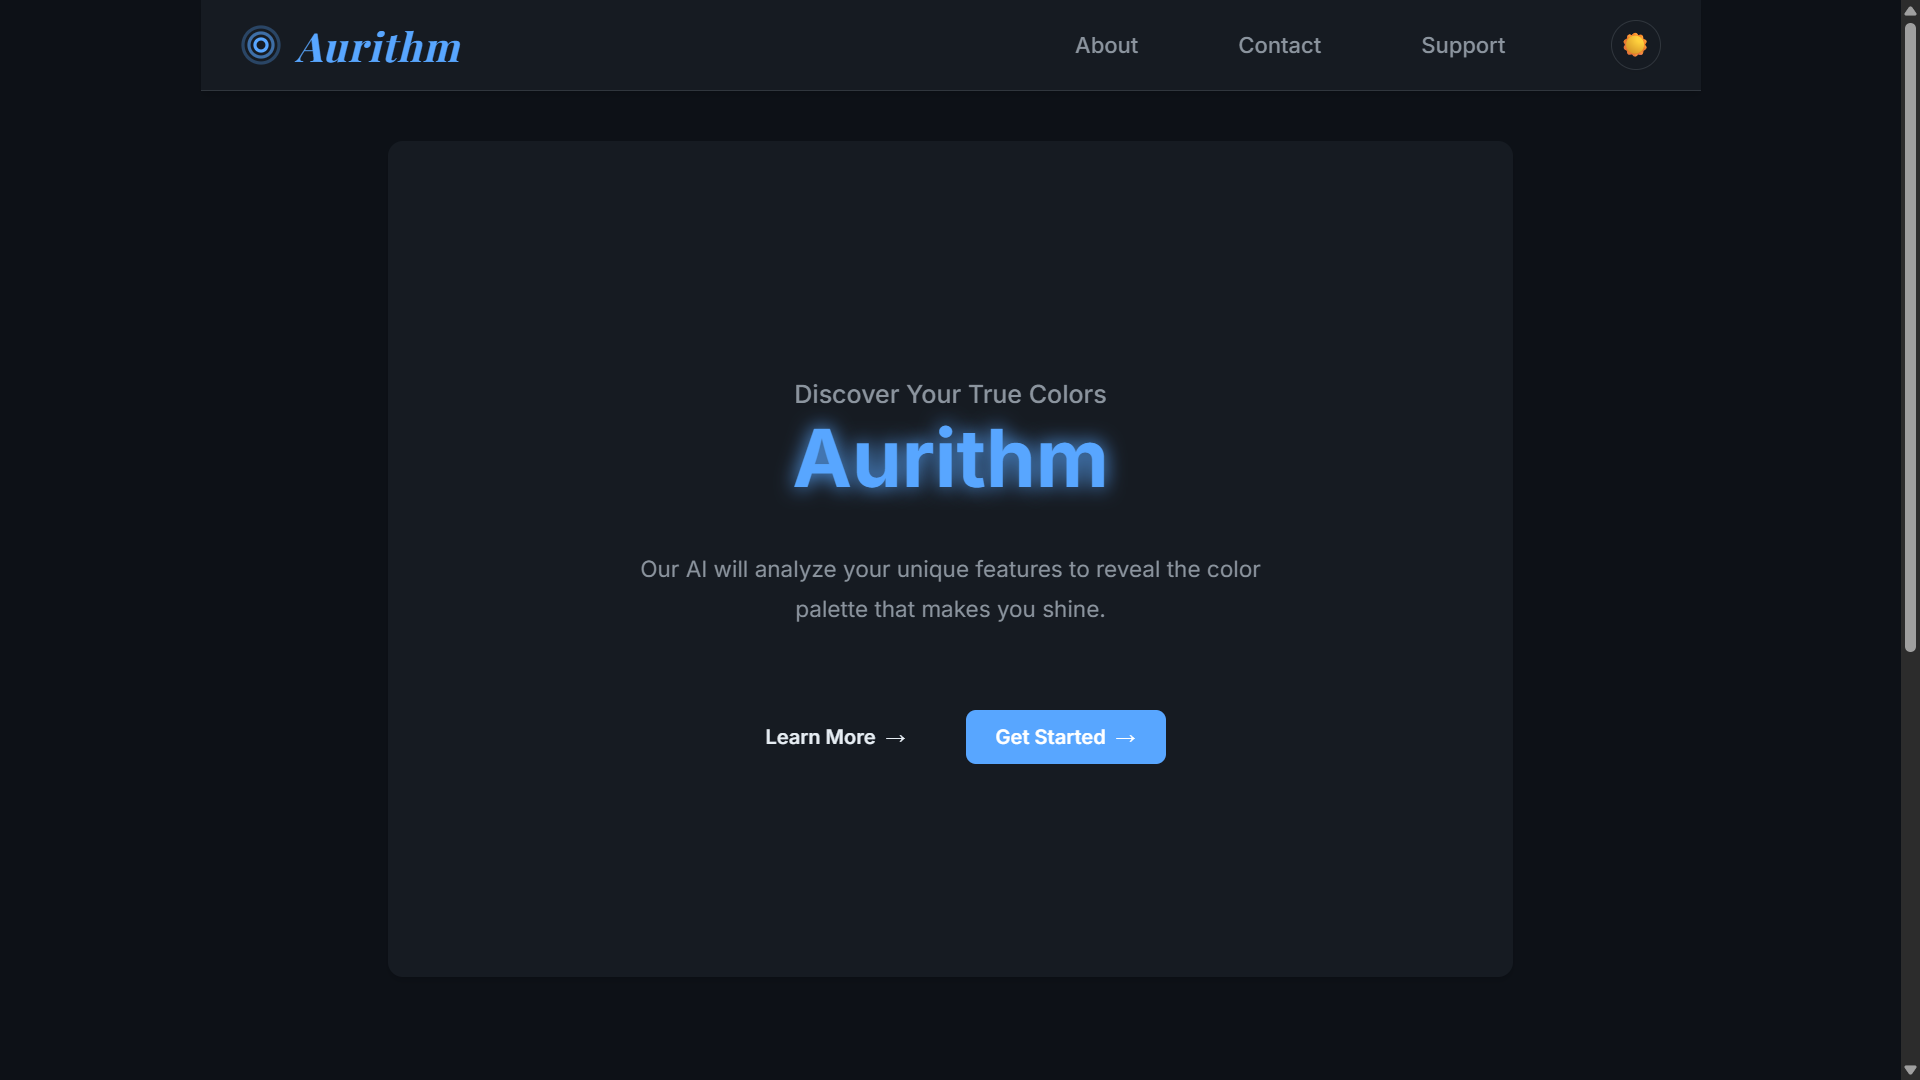 Aurithm
About
Contact
Support
Discover Your True Colors
Aurithm
Our AI will analyze your unique features to reveal the color
palette that makes you shine.
Learn More →
Get Started →